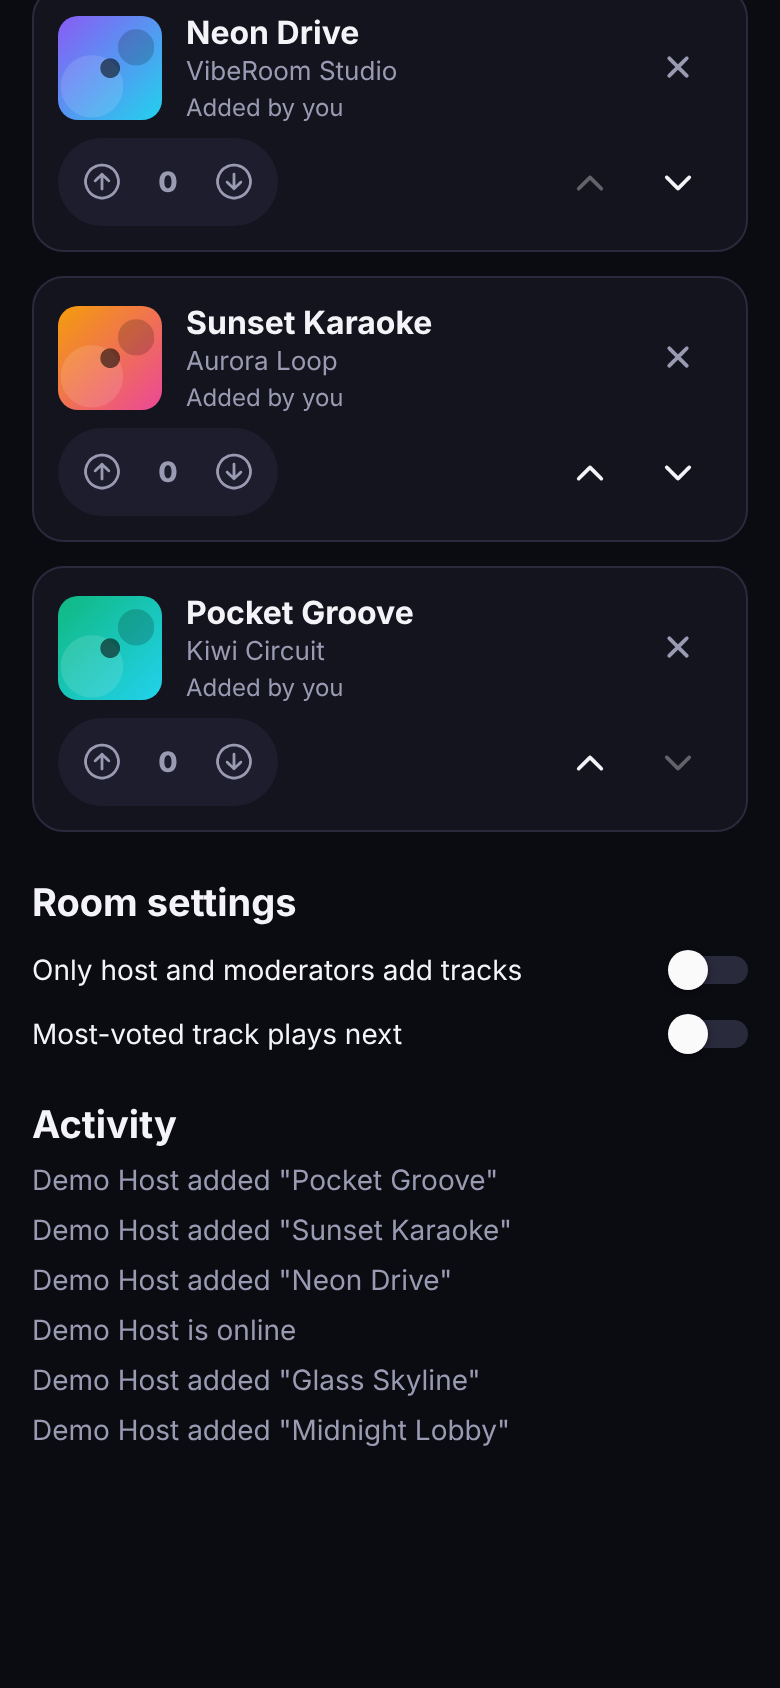 Neon Drive
VibeRoom Studio
Added by you
0
Sunset Karaoke
Aurora Loop
Added by you
0
Pocket Groove
Kiwi Circuit
Added by you
0
Room settings
Only host and moderators add tracks
Most-voted track plays next
Activity
Demo Host added "Pocket Groove"
Demo Host added "Sunset Karaoke"
Demo Host added "Neon Drive"
Demo Host is online
Demo Host added "Glass Skyline"
Demo Host added "Midnight Lobby"